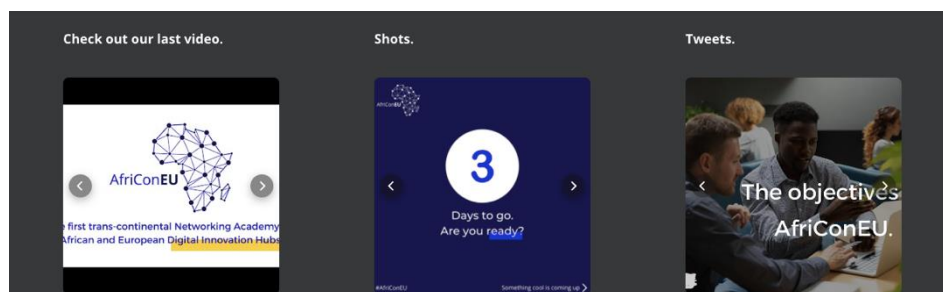 Check out our last video.
Shots.
Tweets.
AfriConEU
first trans-continental Networking Academy
African and European Digital Innovation Hubs
AfriConEU
3
Days to go.
Are you ready?
#AfriConEU
Something cool is coming up
The objectives
AfriConEU.